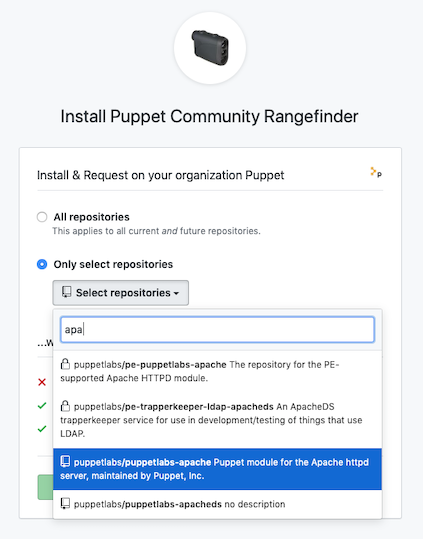 Install Puppet Community Rangefinder
Install & Request on your organization Puppet
p
All repositories
This applies to all current and future repositories.
Only select repositories
Select repositories
apa
...w
puppetlabs/pe-puppetlabs-apache The repository for the PE-
supported Apache HTTPD module.
puppetlabs/pe-trapperkeeper-ldap-apacheds An ApacheDS
trapperkeeper service for use in development/testing of things that use
LDAP.
puppetlabs/puppetlabs-apache Puppet module for the Apache httpd
server, maintained by Puppet, Inc.
puppetlabs/puppetlabs-apacheds no description